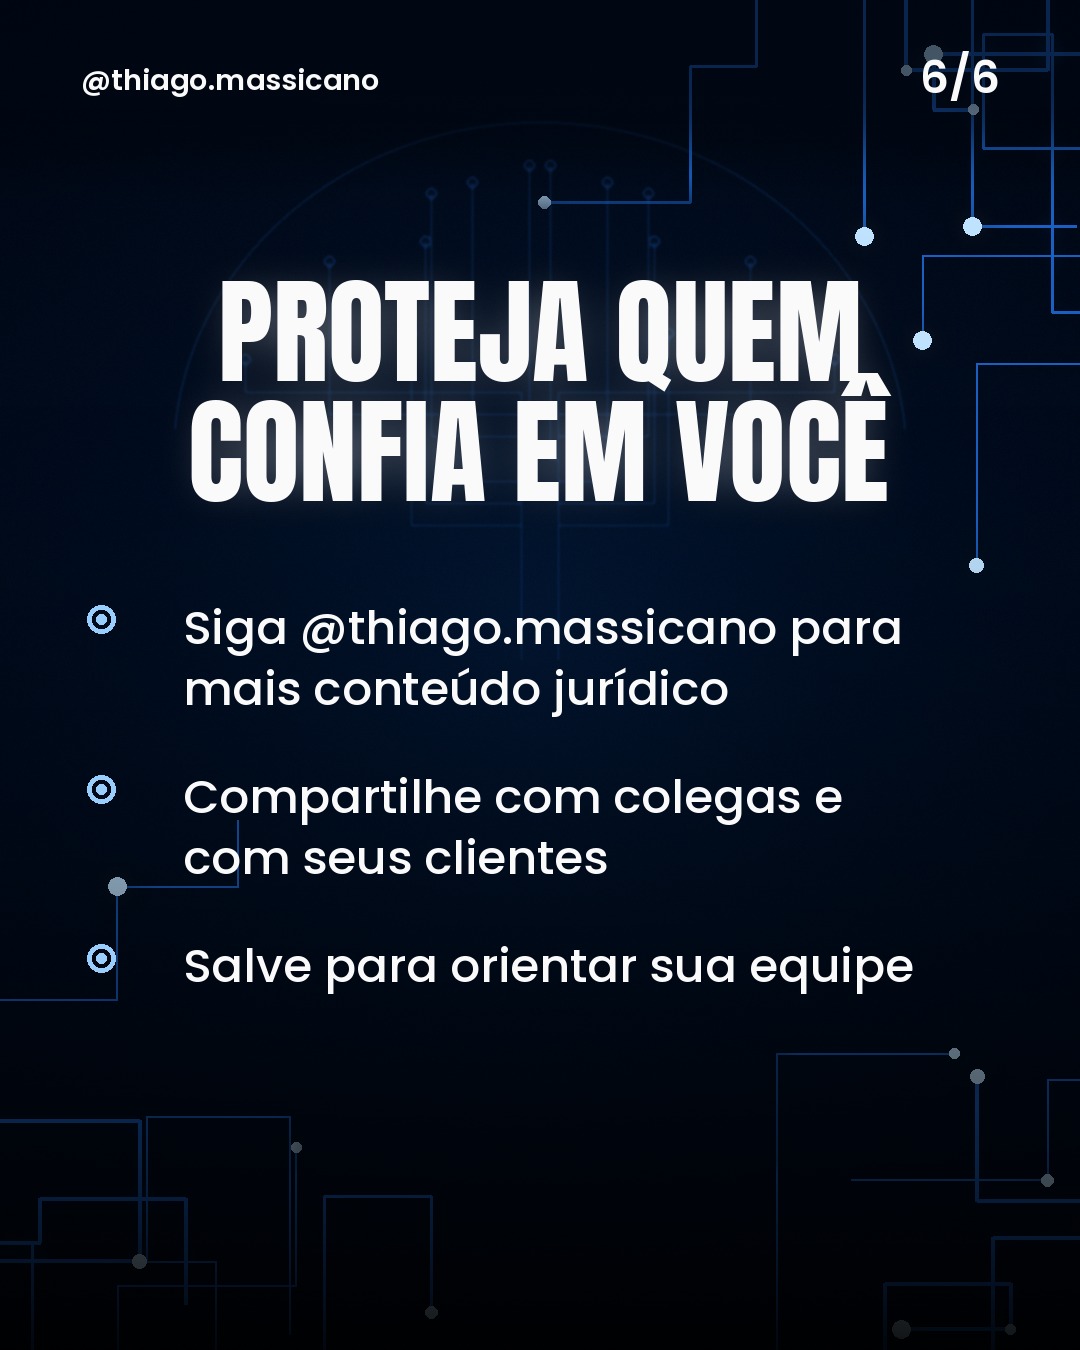 @thiago.massicano
6/6
PROTEJA QUEM
CONFIA EM VOCÊ
Siga @thiago.massicano para
mais conteúdo jurídico
Compartilhe com colegas e
com seus clientes
Salve para orientar sua equipe